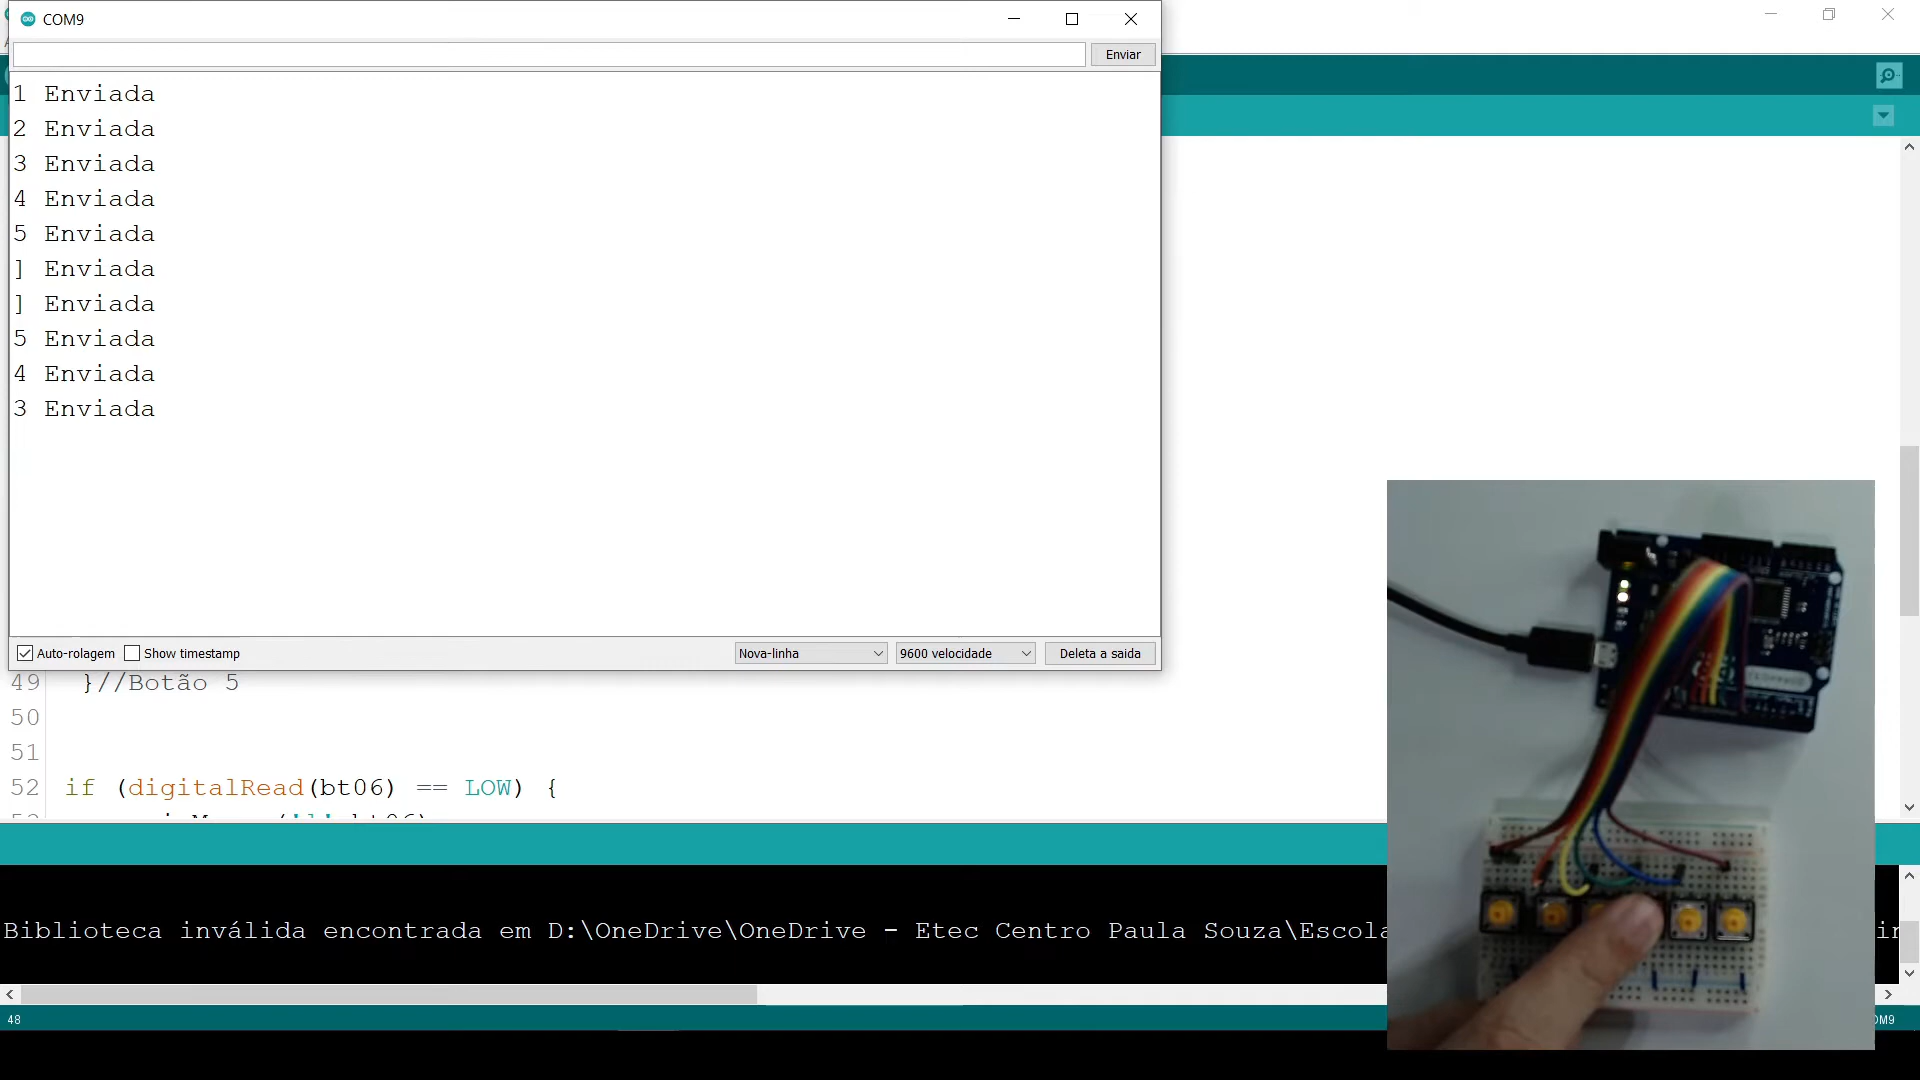 COM9
Enviar
1 Enviada
2 Enviada
3 Enviada
4 Enviada
5 Enviada
] Enviada
] Enviada
5 Enviada
4 Enviada
3 Enviada
Auto-rolagem Show timestamp Nova-linha 9600 velocidade Deleta a saida
49 }//Botão 5
50
51
52 if (digitalRead(bt06) == LOW) {
Biblioteca inválida encontrada em D:\OneDrive\OneDrive - Etec Centro Paula Souza\Escola
48